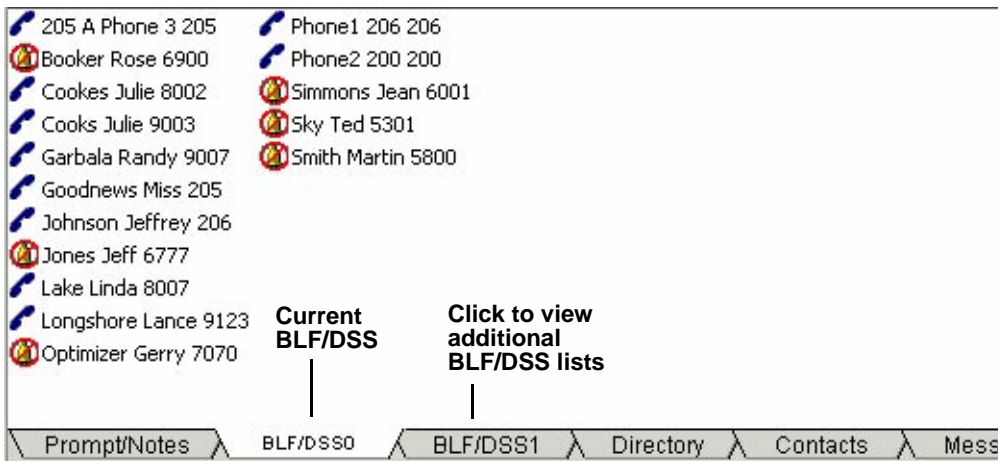 205 A Phone 3 205
Booker Rose 6900
Cookes Julie 8002
Cooks Julie 9003
Garbala Randy 9007
Goodnews Miss 205
Johnson Jeffrey 206
Jones Jeff 6777
Lake Linda 8007
Longshore Lance 9123
Optimizer Gerry 7070
Phone1 206 206
Phone2 200 200
Simmons Jean 6001
Sky Ted 5301
Smith Martin 5800
Current
BLF/DSS
Click to view
additional
BLF/DSS lists
Prompt/Notes BLF/DSS0 BLF/DSS1 Directory Contacts Mess